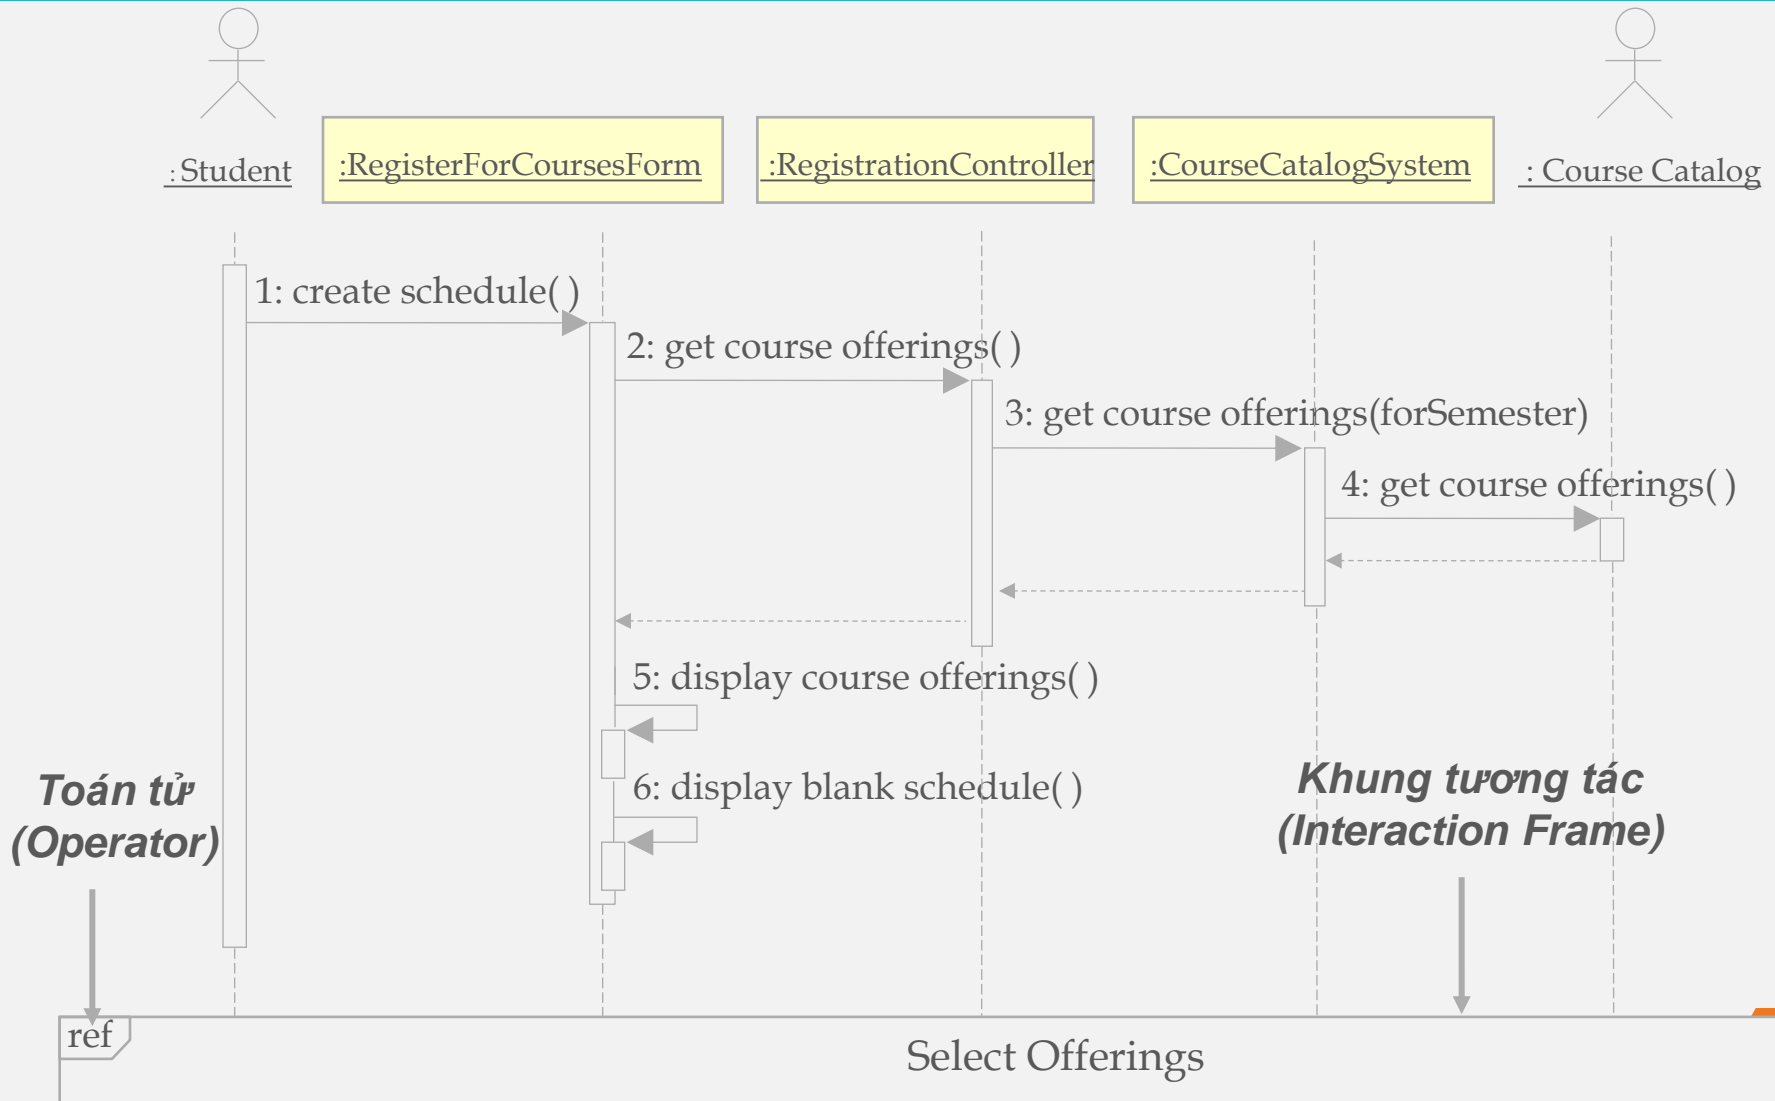 : Student
:RegisterForCoursesForm
:RegistrationController
:CourseCatalogSystem
: Course Catalog
1: create schedule( )
2: get course offerings( )
3: get course offerings(forSemester)
4: get course offerings( )
5: display course offerings( )
6: display blank schedule( )
Toán tử
(Operator)
Khung tương tác
(Interaction Frame)
ref
Select Offerings